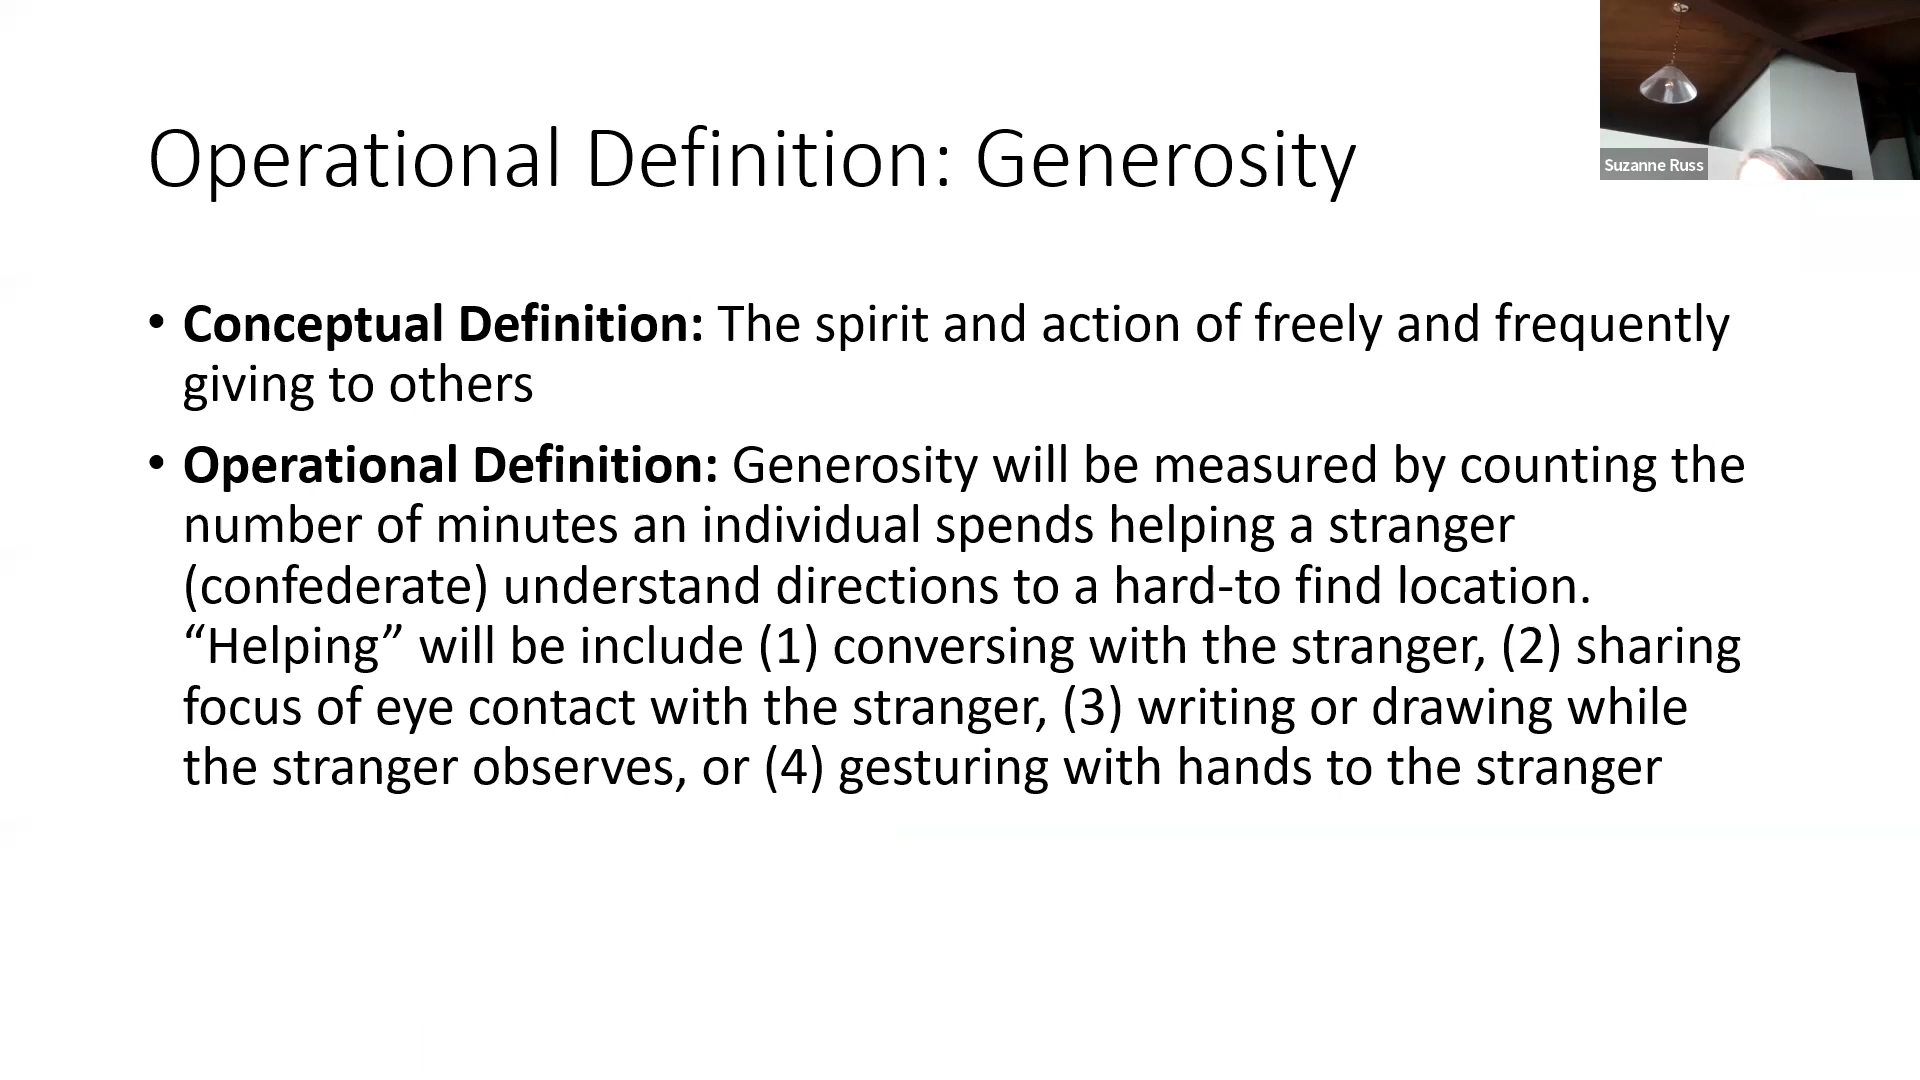 Operational Definition: Generosity
Suzanne Russ
• Conceptual Definition: The spirit and action of freely and frequently
giving to others
• Operational Definition: Generosity will be measured by counting the
number of minutes an individual spends helping a stranger
(confederate) understand directions to a hard-to find location.
“Helping” will be include (1) conversing with the stranger, (2) sharing
focus of eye contact with the stranger, (3) writing or drawing while
the stranger observes, or (4) gesturing with hands to the stranger